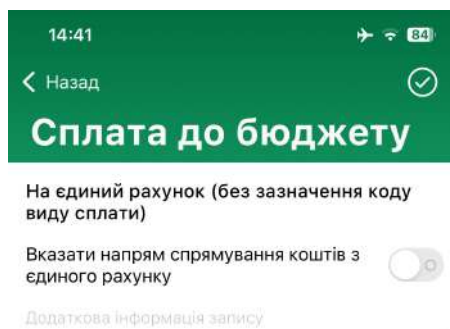 14:41 84
Назад
Сплата до бюджету
На єдиний рахунок (без зазначення коду
виду сплати)
Вказати напрям спрямування коштів з
єдиного рахунку
Додаткова інформація запису